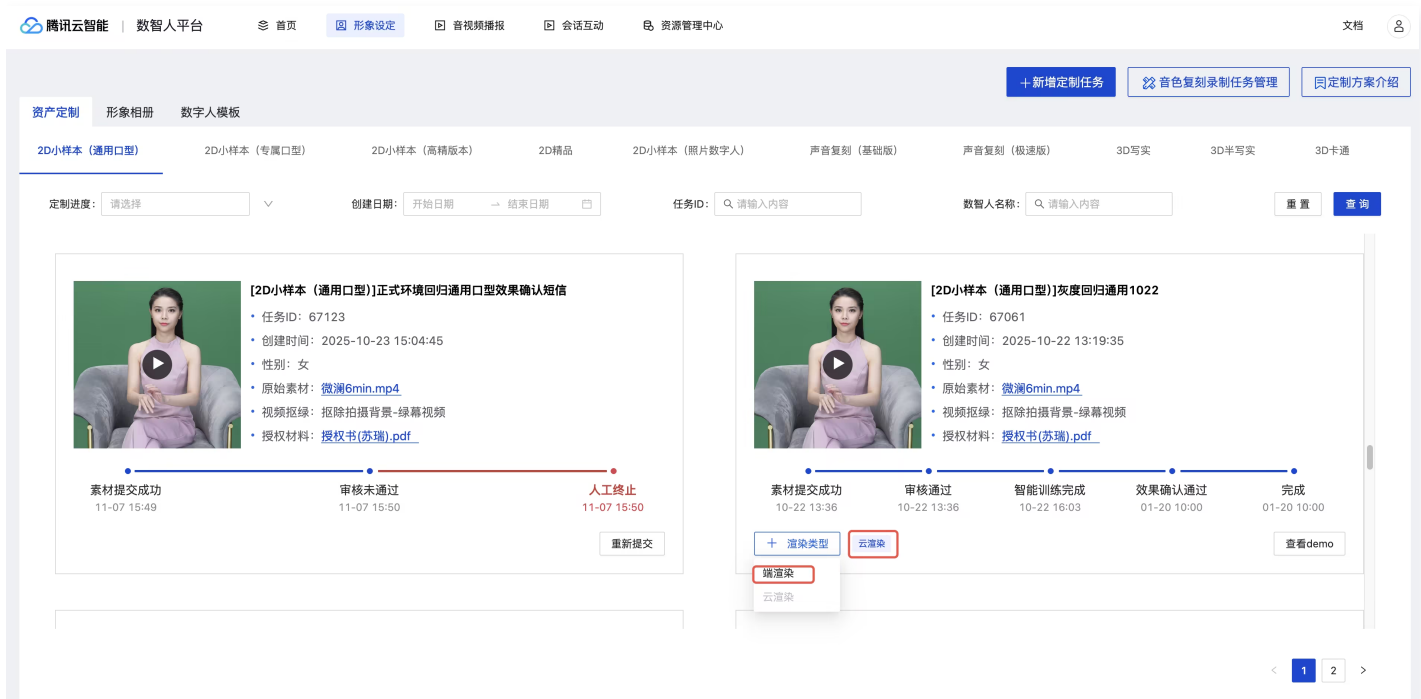 腾讯云智能 | 数智人平台 首页 形象设定 音视频播报 会话互动 资源管理中心 文档
+新增定制任务 音色复刻录制任务管理 定制方案介绍
资产定制 形象相册 数字人模板
2D小样本（通用口型） 2D小样本（专属口型） 2D小样本（高精版本） 2D精品 2D小样本（照片数字人） 声音复刻（基础版） 声音复刻（极速版） 3D写实 3D半写实 3D卡通
定制进度： 请选择 创建日期： 开始日期 → 结束日期 任务ID： 请输入内容 数智人名称： 请输入内容 重置 查询
[2D小样本（通用口型）]正式环境回归通用口型效果确认短信
• 任务ID：67123
• 创建时间：2025-10-23 15:04:45
• 性别：女
• 原始素材：微澜6min.mp4
• 视频抠绿：抠除拍摄背景-绿幕视频
• 授权材料：授权书(苏瑞).pdf
素材提交成功 审核未通过 人工终止
11-07 15:49 11-07 15:50 11-07 15:50
重新提交
[2D小样本（通用口型）]灰度回归通用1022
• 任务ID：67061
• 创建时间：2025-10-22 13:19:35
• 性别：女
• 原始素材：微澜6min.mp4
• 视频抠绿：抠除拍摄背景-绿幕视频
• 授权材料：授权书(苏瑞).pdf
素材提交成功 审核通过 智能训练完成 效果确认通过 完成
10-22 13:36 10-22 13:36 10-22 16:03 01-20 10:00 01-20 10:00
+ 渲染类型 云渲染 查看demo
端渲染
云渲染
< 1 2 >